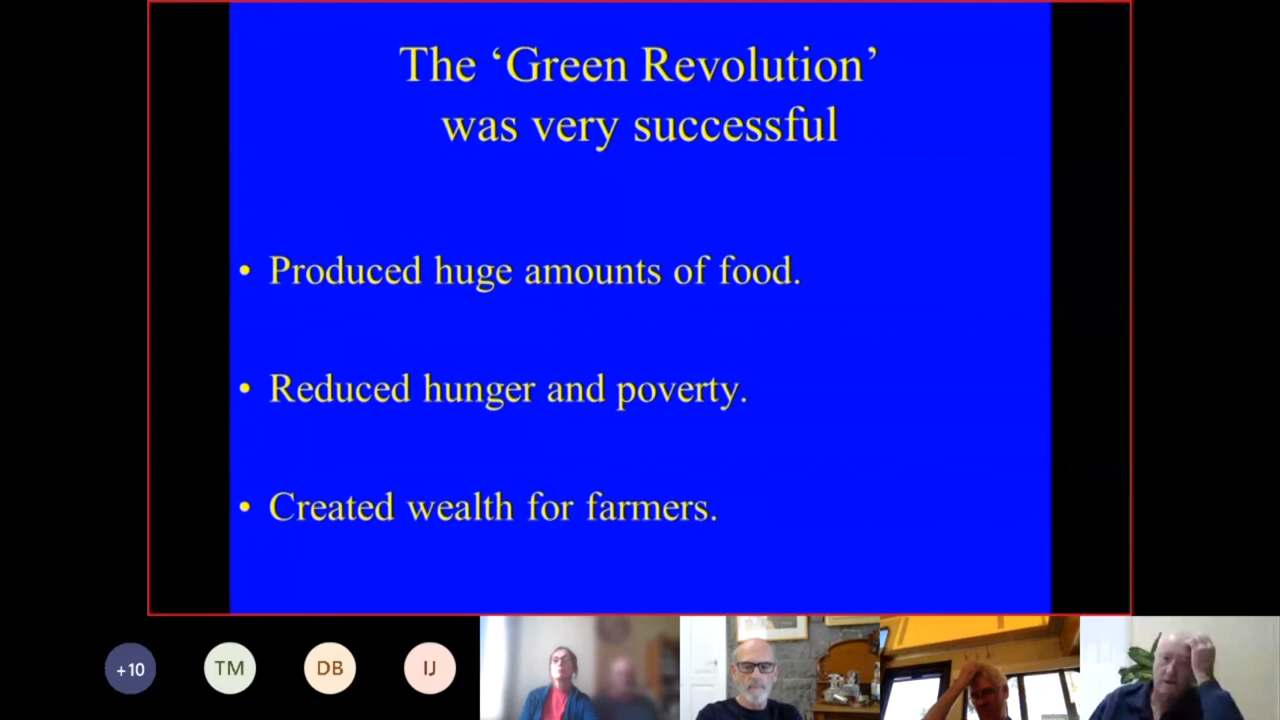 The ‘Green Revolution’
was very successful
• Produced huge amounts of food.
• Reduced hunger and poverty.
• Created wealth for farmers.
+10
TM
DB
IJ